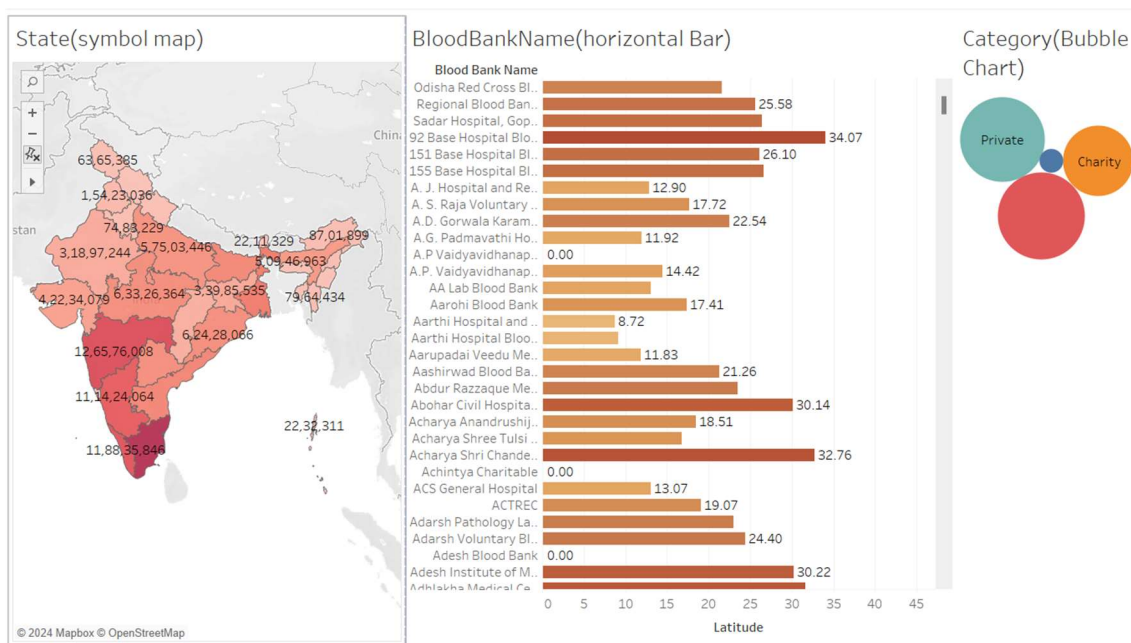 State(symbol map)
63,65,385
China
1,54,23,036
stan
74,83,229
87,01,899
22,11,329
5,75,03,446
3,18,97,244
5,09,46,963
6,33,26,364
3,39,85,535
4,22,34,079
79,64,434
6,24,28,066
12,65,76,008
11,14,24,064
22,32,311
11,88,35,846
© 2024 Mapbox © OpenStreetMap
BloodBankName(horizontal Bar)
Blood Bank Name
Odisha Red Cross Bl..
Regional Blood Ban.. 25.58
Sadar Hospital, Gop..
92 Base Hospital Blo.. 34.07
151 Base Hospital Bl.. 26.10
155 Base Hospital Bl..
A. J. Hospital and Re.. 12.90
A. S. Raja Voluntary .. 17.72
A.D. Gorwala Karam.. 22.54
A.G. Padmavathi Ho.. 11.92
A.P Vaidyavidhanap.. 0.00
A.P. Vaidyavidhanap.. 14.42
AA Lab Blood Bank
Aarohi Blood Bank 17.41
Aarthi Hospital and .. 8.72
Aarthi Hospital Bloo..
Aarupadai Veedu Me.. 11.83
Aashirwad Blood Ba.. 21.26
Abdur Razzaque Me..
Abohar Civil Hospita.. 30.14
Acharya Anandrushij.. 18.51
Acharya Shree Tulsi ..
Acharya Shri Chande.. 32.76
Achintya Charitable 0.00
ACS General Hospital 13.07
ACTREC 19.07
Adarsh Pathology La..
Adarsh Voluntary Bl.. 24.40
Adesh Blood Bank 0.00
Adesh Institute of M.. 30.22
Adhlakha Medical Ce..
0 5 10 15 20 25 30 35 40 45
Latitude
Category(Bubble
Chart)
Private
Charity